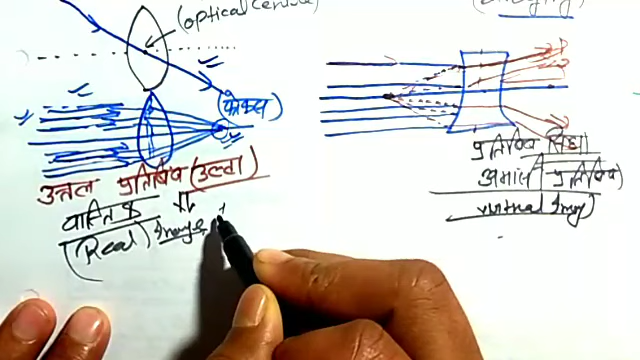 (optical Centre
(फोकस)
उत्तल प्रतिबिंब (उल्टा)
वास्तविक
(Real) Image
प्रतिबिंब सिधा
आभासी प्रतिबिंब)
virtual Image)